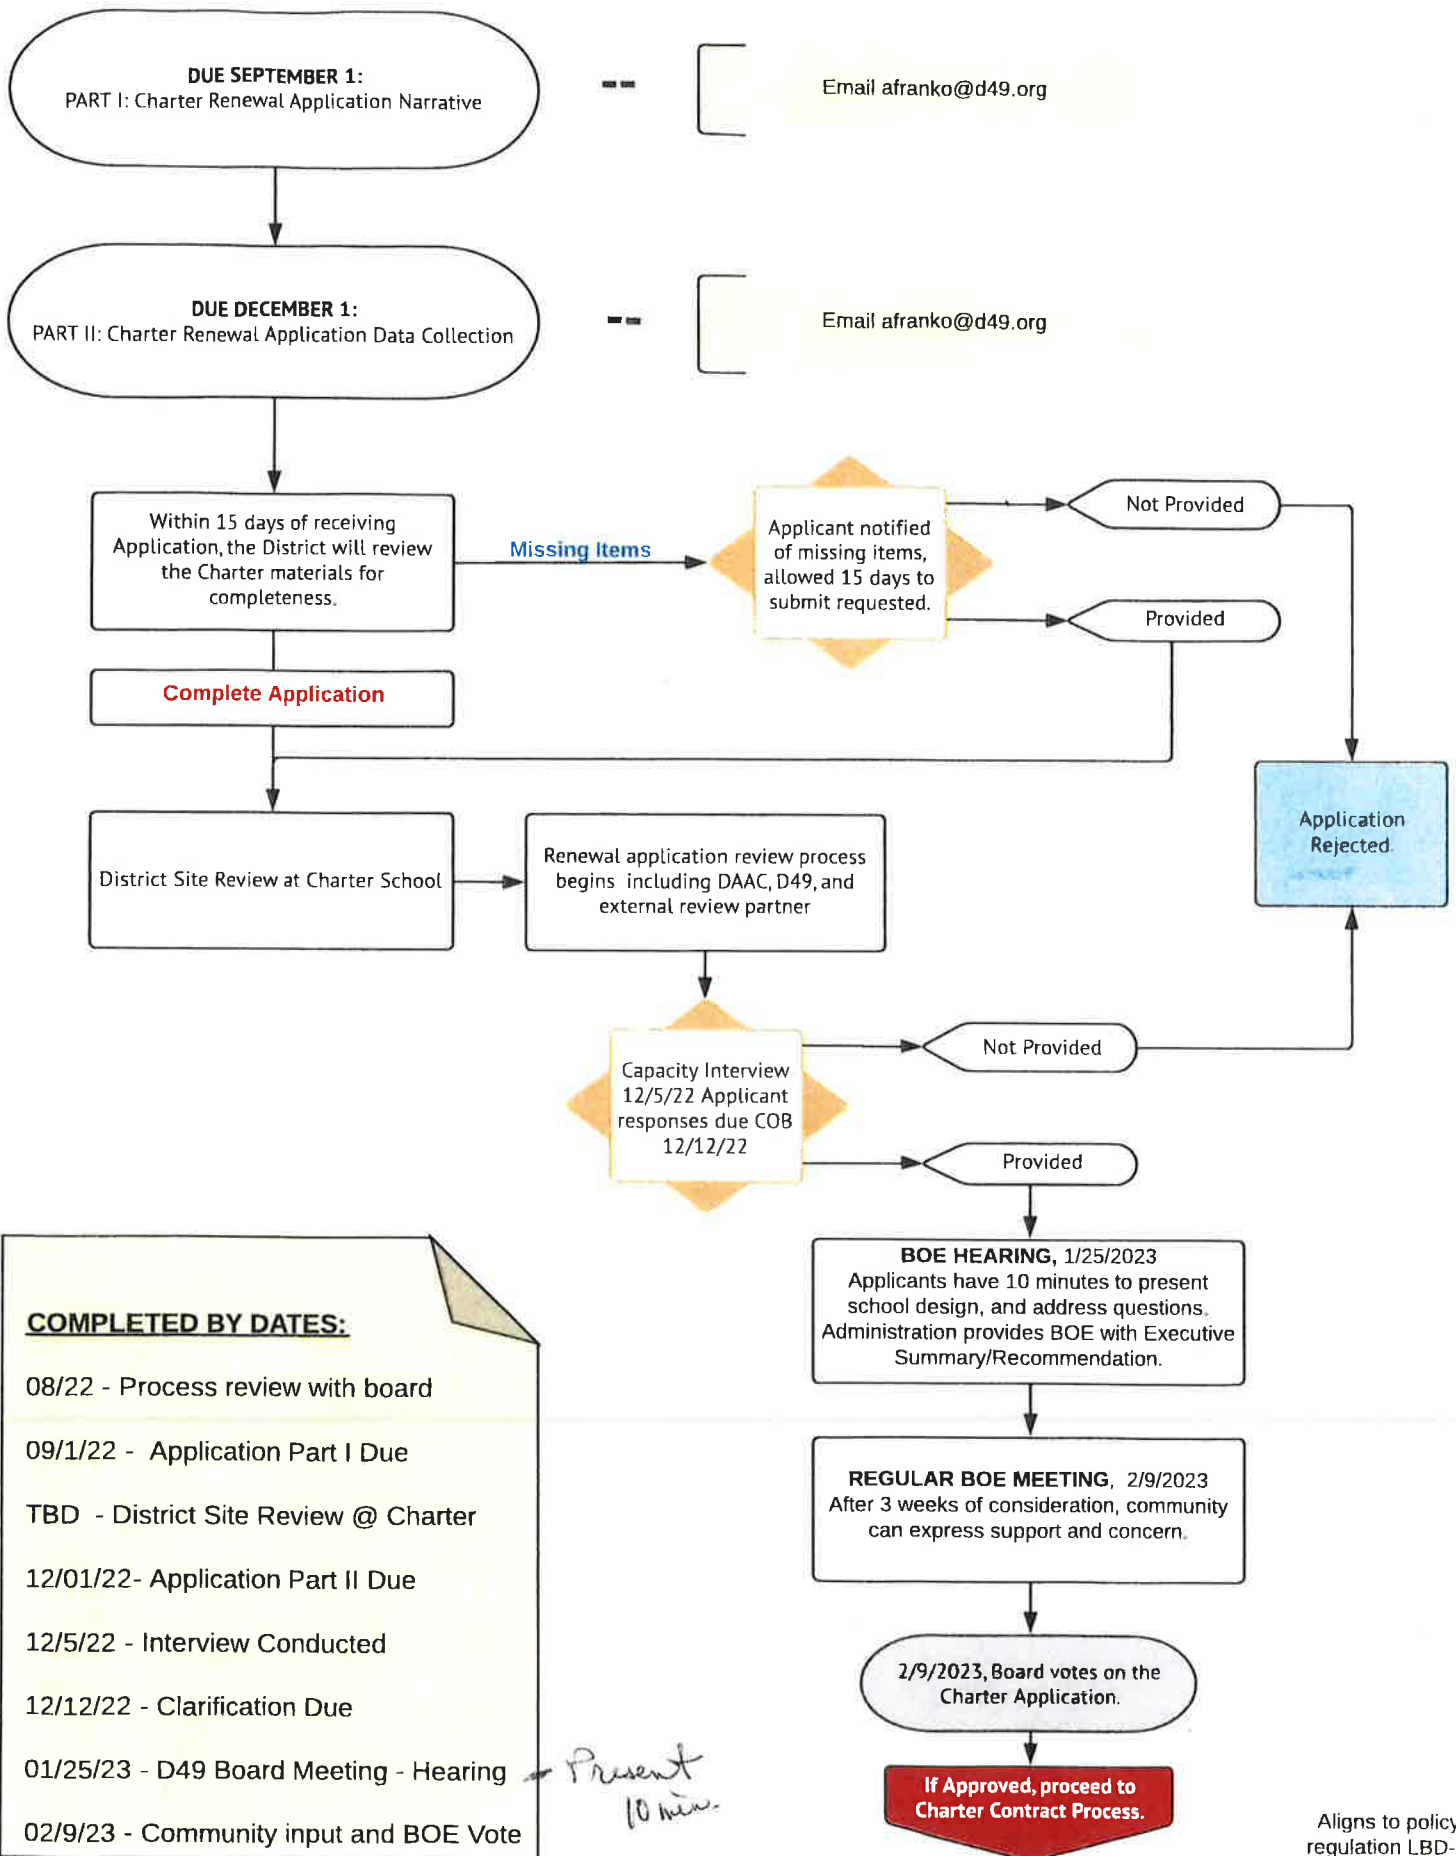 DUE SEPTEMBER 1:
PART I: Charter Renewal Application Narrative
--
Email afranko@d49.org
DUE DECEMBER 1:
PART II: Charter Renewal Application Data Collection
--
Email afranko@d49.org
Within 15 days of receiving
Application, the District will review
the Charter materials for
completeness.
Missing Items
Applicant notified
of missing items,
allowed 15 days to
submit requested.
Not Provided
Provided
Complete Application
Application
Rejected
District Site Review at Charter School
Renewal application review process
begins including DAAC, D49, and
external review partner
Capacity Interview
12/5/22 Applicant
responses due COB
12/12/22
Not Provided
Provided
BOE HEARING, 1/25/2023
Applicants have 10 minutes to present
school design, and address questions.
Administration provides BOE with Executive
Summary/Recommendation.
REGULAR BOE MEETING, 2/9/2023
After 3 weeks of consideration, community
can express support and concern.
2/9/2023, Board votes on the
Charter Application.
If Approved, proceed to
Charter Contract Process.
COMPLETED BY DATES:
08/22 - Process review with board
09/1/22 - Application Part I Due
TBD - District Site Review @ Charter
12/01/22- Application Part II Due
12/5/22 - Interview Conducted
12/12/22 - Clarification Due
01/25/23 - D49 Board Meeting - Hearing
Present
10 min.
02/9/23 - Community input and BOE Vote
Aligns to policy
regulation LBD-